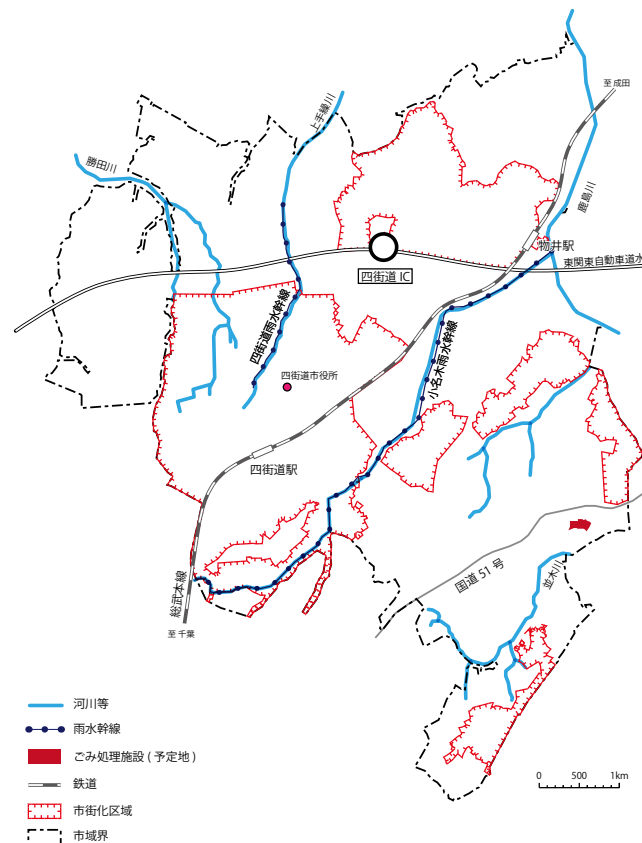 至 成田
上手繰川
勝田川
鹿島川
物井駅
東関東自動車道水
四街道 IC
四街道雨水幹線
小名木雨水幹線
四街道市役所
四街道駅
国道 51 号
並木川
総武本線
至 千葉
河川等
雨水幹線
ごみ処理施設 ( 予定地 )
鉄道
市街化区域
市域界
0 500 1km